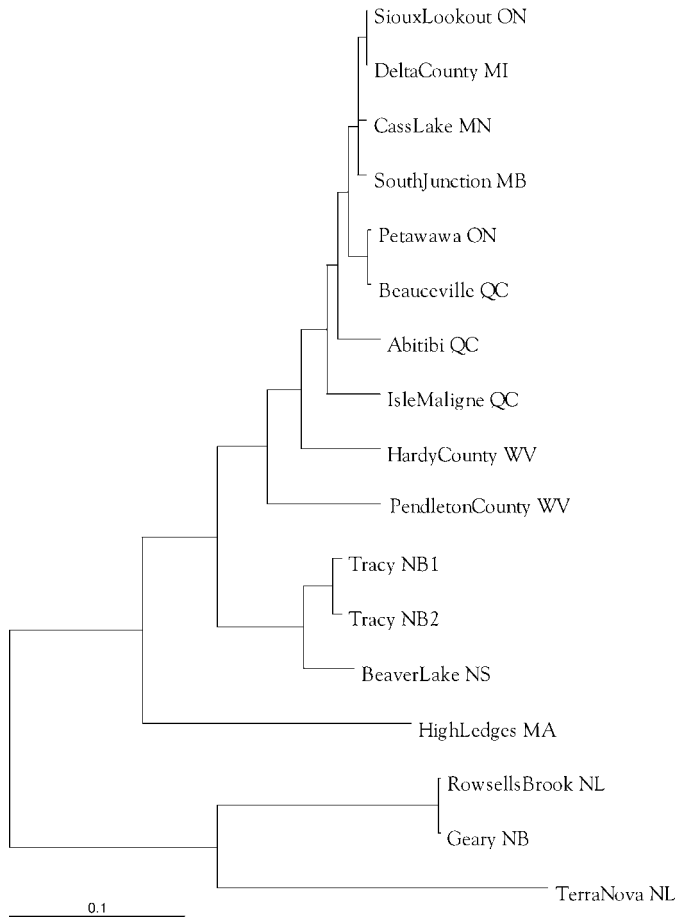 SiouxLookout ON
DeltaCounty MI
CassLake MN
SouthJunction MB
Petawawa ON
Beauceville QC
Abitibi QC
IsleMaligne QC
HardyCounty WV
PendletonCounty WV
Tracy NB1
Tracy NB2
BeaverLake NS
HighLedges MA
RowsellsBrook NL
Geary NB
TerraNova NL
0.1